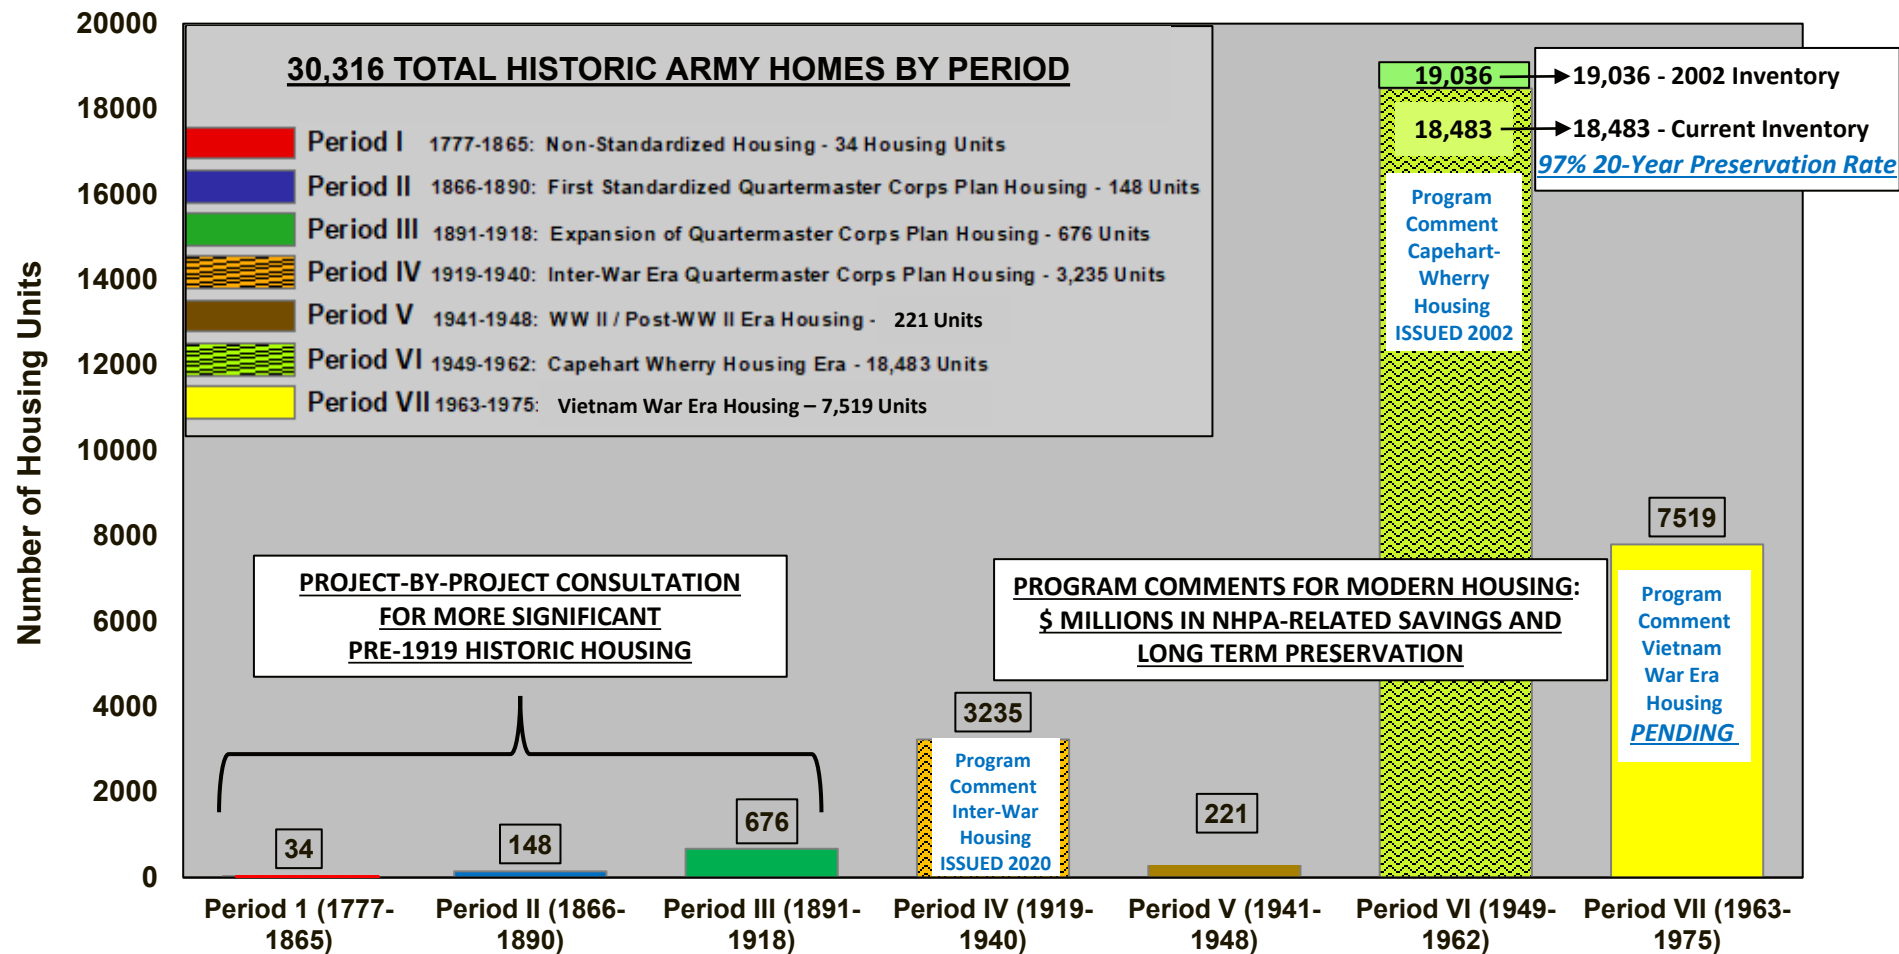 30,316 TOTAL HISTORIC ARMY HOMES BY PERIOD
Period I 1777-1865: Non-Standardized Housing - 34 Housing Units
Period II 1866-1890: First Standardized Quartermaster Corps Plan Housing - 148 Units
Period III 1891-1918: Expansion of Quartermaster Corps Plan Housing - 676 Units
Period IV 1919-1940: Inter-War Era Quartermaster Corps Plan Housing - 3,235 Units
Period V 1941-1948: WW II / Post-WW II Era Housing - 221 Units
Period VI 1949-1962: Capehart Wherry Housing Era - 18,483 Units
Period VII 1963-1975: Vietnam War Era Housing – 7,519 Units
Number of Housing Units
20000
18000
16000
14000
12000
10000
8000
6000
4000
2000
0
19,036
19,036 - 2002 Inventory
18,483
18,483 - Current Inventory
97% 20-Year Preservation Rate
Program
Comment
Capehart-
Wherry
Housing
ISSUED 2002
PROJECT-BY-PROJECT CONSULTATION
FOR MORE SIGNIFICANT
PRE-1919 HISTORIC HOUSING
PROGRAM COMMENTS FOR MODERN HOUSING:
$ MILLIONS IN NHPA-RELATED SAVINGS AND
LONG TERM PRESERVATION
7519
Program
Comment
Vietnam
War Era
Housing
PENDING
34
148
676
3235
Program
Comment
Inter-War
Housing
ISSUED 2020
221
Period 1 (1777-
1865)
Period II (1866-
1890)
Period III (1891-
1918)
Period IV (1919-
1940)
Period V (1941-
1948)
Period VI (1949-
1962)
Period VII (1963-
1975)